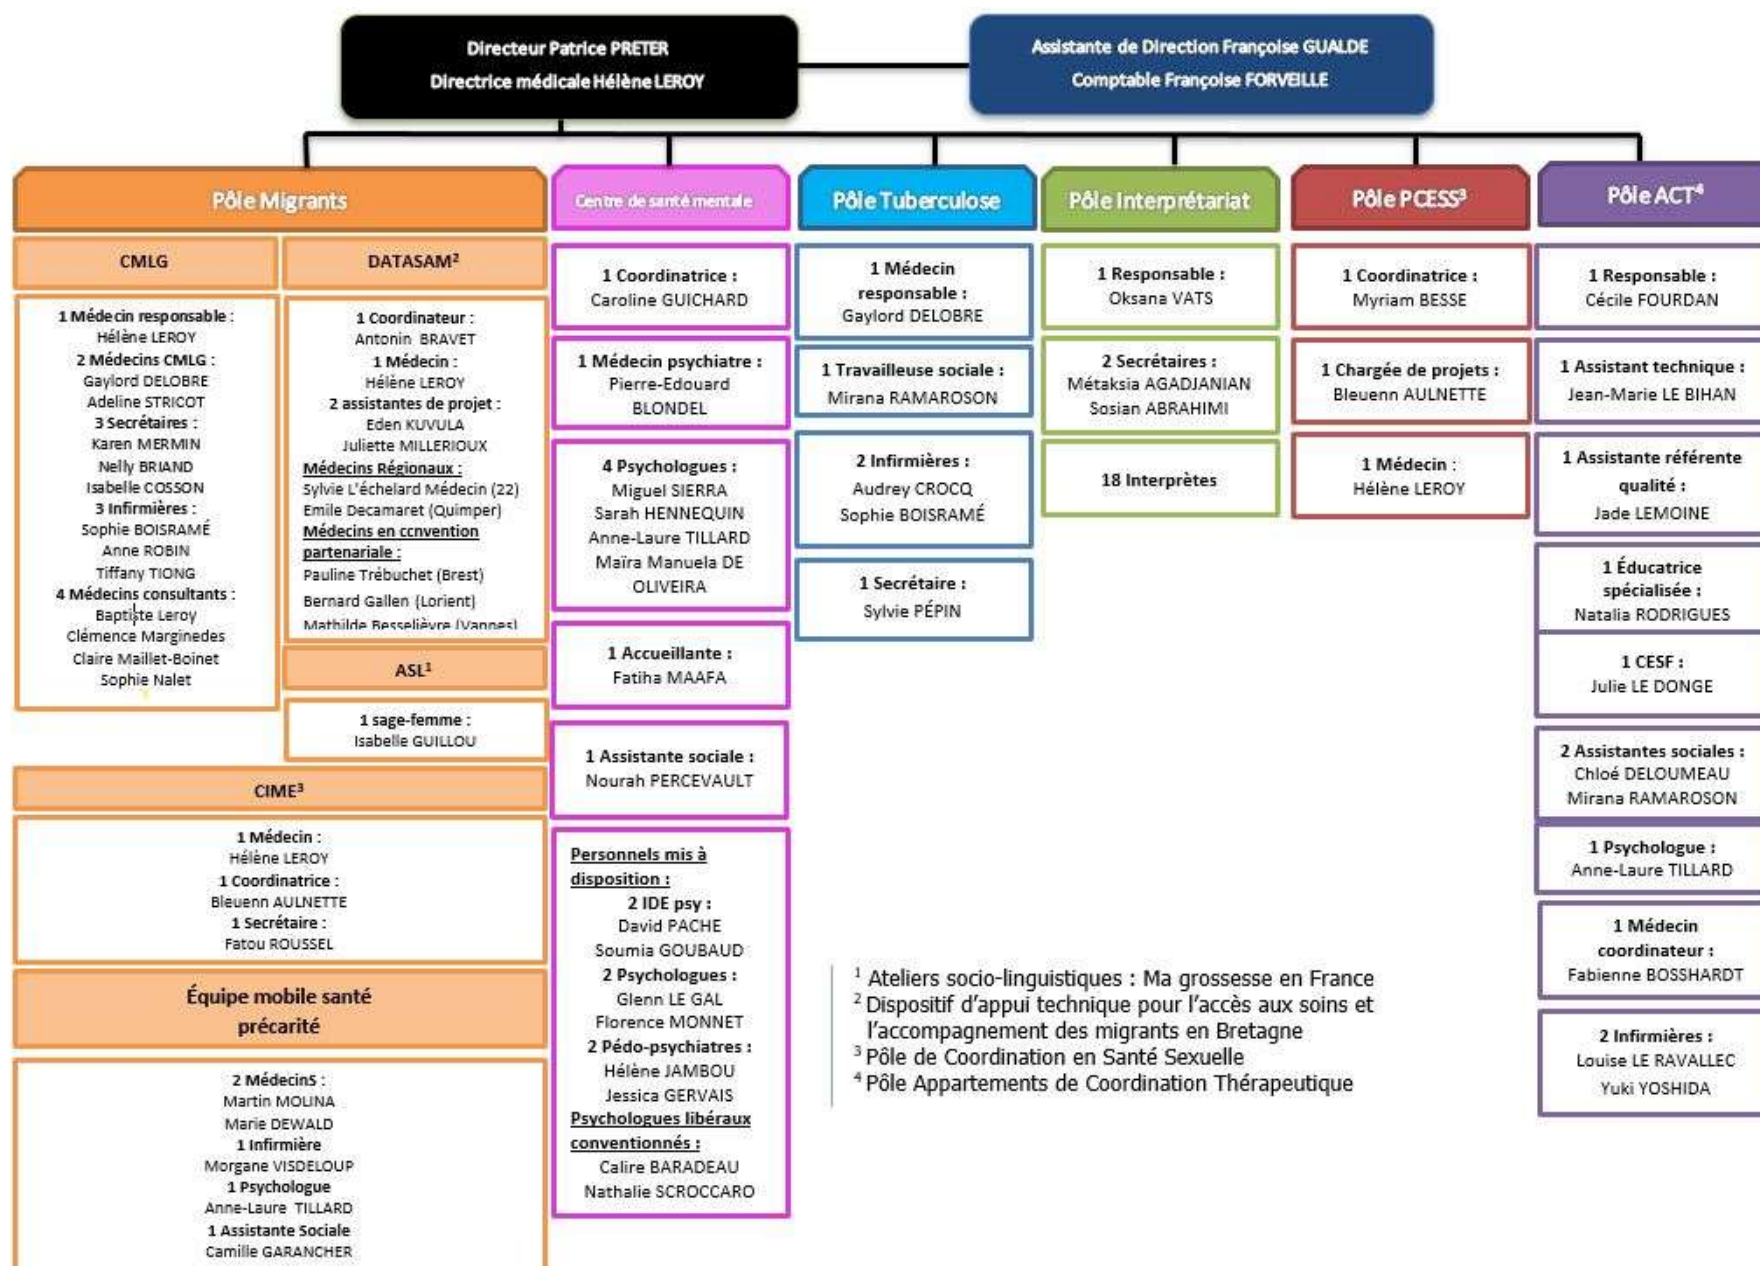 Directeur Patrice PRETER
Directrice médicale Hélène LEROY
Assistante de Direction Françoise GUALDE
Comptable Françoise FORVEILLE
Pôle Migrants
CMLG
1 Médecin responsable :
Hélène LEROY
2 Médecins CMLG :
Gaylord DELOBRE
Adeline STRICOT
3 Secrétaires :
Karen MERMIN
Nelly BRIAND
Isabelle COSSON
3 Infirmières :
Sophie BOISRAMÉ
Anne ROBIN
Tiffany TIONG
4 Médecins consultants :
Baptiste Leroy
Clémence Marginedes
Claire Maillet-Boinet
Sophie Nalet
DATASAM²
1 Coordinateur :
Antonin BRAVET
1 Médecin :
Hélène LEROY
2 assistantes de projet :
Eden KUVULA
Juliette MILLERIOUX
Médecins Régionaux :
Sylvie L'échelard Médecin (22)
Emile Decamaret (Quimper)
Médecins en ccnvention
partenariale :
Pauline Trébuchet (Brest)
Bernard Gallen (Lorient)
Mathilde Besselièvre (Vannes)
ASL¹
1 sage-femme :
Isabelle GUILLOU
CIME³
1 Médecin :
Hélène LEROY
1 Coordinatrice :
Bleuenn AULNETTE
1 Secrétaire :
Fatou ROUSSEL
Équipe mobile santé
précarité
2 MédecinS :
Martin MOLINA
Marie DEWALD
1 Infirmière
Morgane VISDELOUP
1 Psychologue
Anne-Laure TILLARD
1 Assistante Sociale
Camille GARANCHER
Centre de santé mentale
1 Coordinatrice :
Caroline GUICHARD
1 Médecin psychiatre :
Pierre-Edouard
BLONDEL
4 Psychologues :
Miguel SIERRA
Sarah HENNEQUIN
Anne-Laure TILLARD
Maïra Manuela DE
OLIVEIRA
1 Accueillante :
Fatiha MAAFA
1 Assistante sociale :
Nourah PERCEVAULT
Personnels mis à
disposition :
2 IDE psy :
David PACHE
Soumia GOUBAUD
2 Psychologues :
Glenn LE GAL
Florence MONNET
2 Pédo-psychiatres :
Hélène JAMBOU
Jessica GERVAIS
Psychologues libéraux
conventionnés :
Calire BARADEAU
Nathalie SCROCCARO
Pôle Tuberculose
1 Médecin
responsable :
Gaylord DELOBRE
1 Travailleuse sociale :
Mirana RAMAROSON
2 Infirmières :
Audrey CROCQ
Sophie BOISRAMÉ
1 Secrétaire :
Sylvie PÉPIN
Pôle Interprétariat
1 Responsable :
Oksana VATS
2 Secrétaires :
Métaksia AGADJANIAN
Sosian ABRAHIMI
18 Interprètes
Pôle PCESS³
1 Coordinatrice :
Myriam BESSE
1 Chargée de projets :
Bleuenn AULNETTE
1 Médecin :
Hélène LEROY
Pôle ACT⁴
1 Responsable :
Cécile FOURDAN
1 Assistant technique :
Jean-Marie LE BIHAN
1 Assistante référente
qualité :
Jade LEMOINE
1 Éducatrice
spécialisée :
Natalia RODRIGUES
1 CESF :
Julie LE DONGE
2 Assistantes sociales :
Chloé DELOUMEAU
Mirana RAMAROSON
1 Psychologue :
Anne-Laure TILLARD
1 Médecin
coordinateur :
Fabienne BOSSHARDT
2 Infirmières :
Louise LE RAVALLEC
Yuki YOSHIDA
¹ Ateliers socio-linguistiques : Ma grossesse en France
² Dispositif d'appui technique pour l'accès aux soins et
l'accompagnement des migrants en Bretagne
³ Pôle de Coordination en Santé Sexuelle
⁴ Pôle Appartements de Coordination Thérapeutique